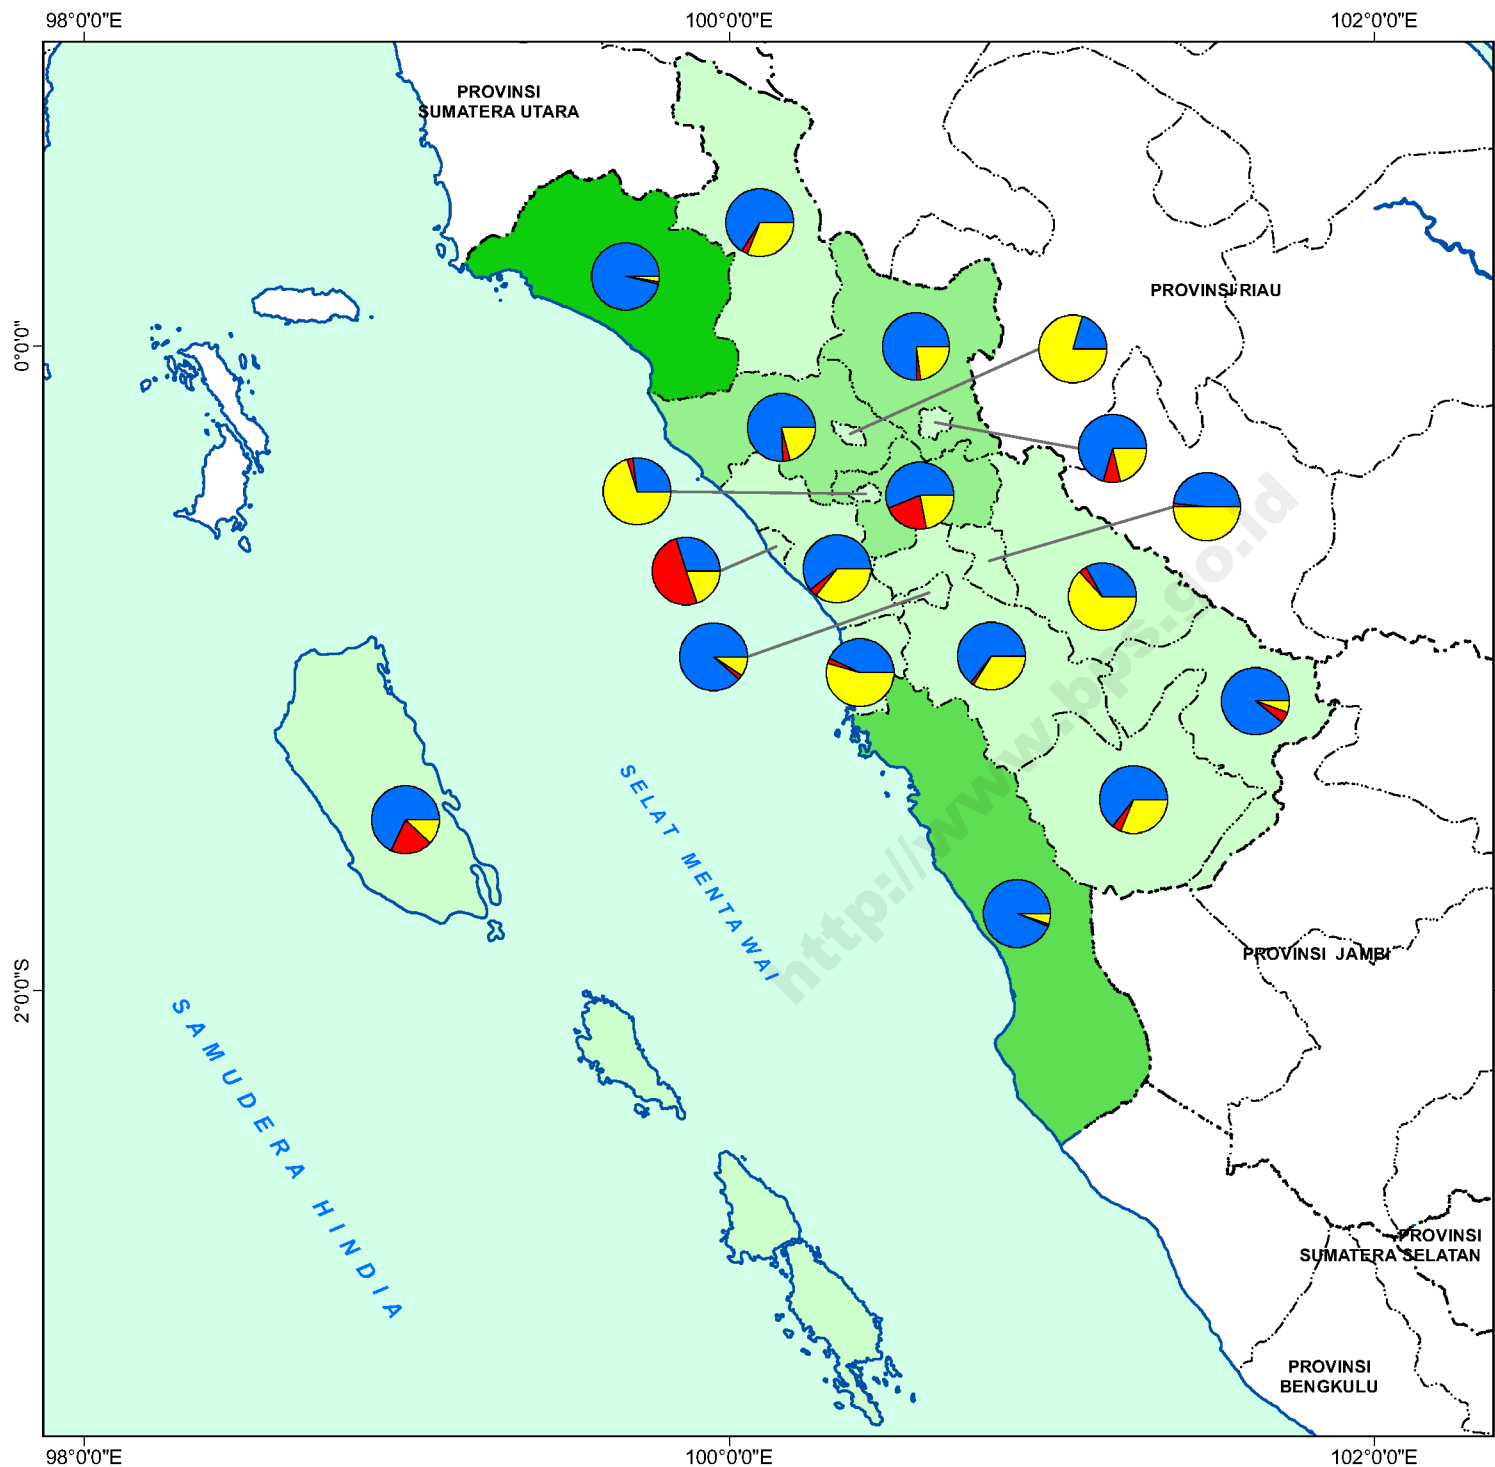 98°0'0"E
100°0'0"E
102°0'0"E
PROVINSI
SUMATERA UTARA
PROVINSI RIAU
0°0'0"
SELAT MENTAWAI
http://www.bps.go.id
2°0'0"S
PROVINSI JAMBI
SAMUDERA HINDIA
PROVINSI
SUMATERA SELATAN
PROVINSI
BENGKULU
98°0'0"E
100°0'0"E
102°0'0"E